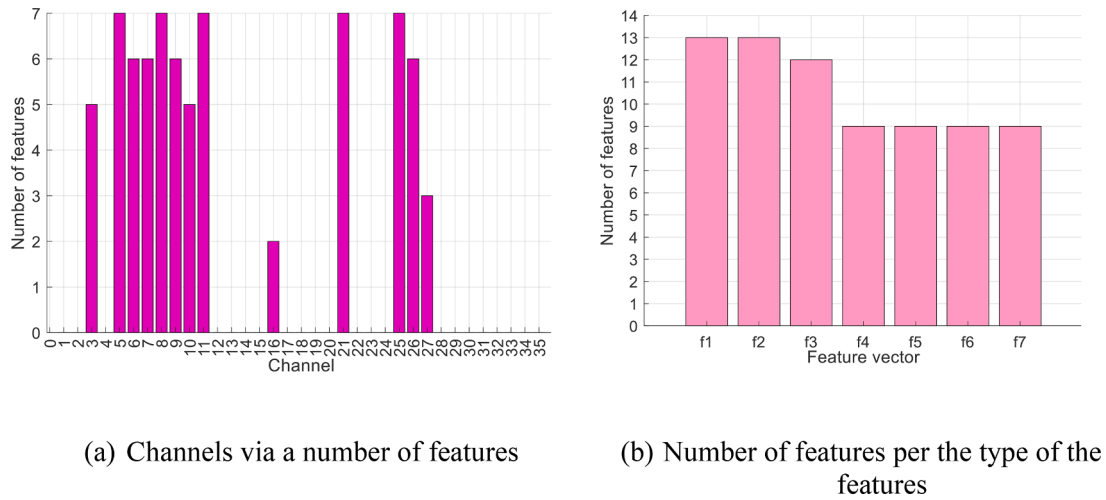 7
6
5
4
3
2
1
0
Number of features
0 1 2 3 4 5 6 7 8 9 10 11 12 13 14 15 16 17 18 19 20 21 22 23 24 25 26 27 28 29 30 31 32 33 34 35
Channel
(a) Channels via a number of features
14
13
12
11
10
9
8
7
6
5
4
3
2
1
0
Number of features
f1 f2 f3 f4 f5 f6 f7
Feature vector
(b) Number of features per the type of the
features